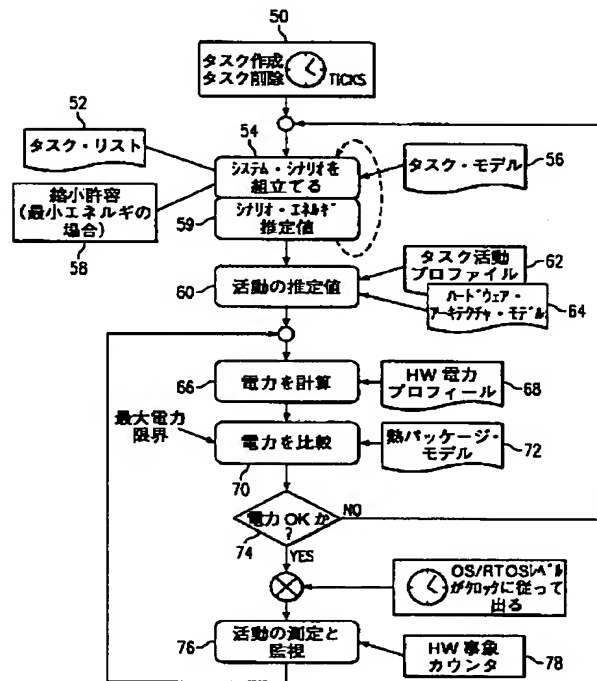 50
タスク作成
タスク削除
TICKS
52
タスク・リスト
54
システム・シナリオを
組立てる
タスク・モデル
56
縮小許容
(最小エネルギの
場合)
58
59
シナリオ・エネルギ
推定値
60
活動の推定値
タスク活動
プロファイル
62
ハードウェア・
アーキテクチャ・モデル
64
66
電力を計算
HW 電力
プロフィール
68
最大電力
限界
電力を比較
70
熱パッケージ・
モデル
72
電力 OK か
?
74
NO
YES
OS/RTOSレベル
がクロックに従って
出る
76
活動の測定と
監視
HW 事象
カウンタ
78